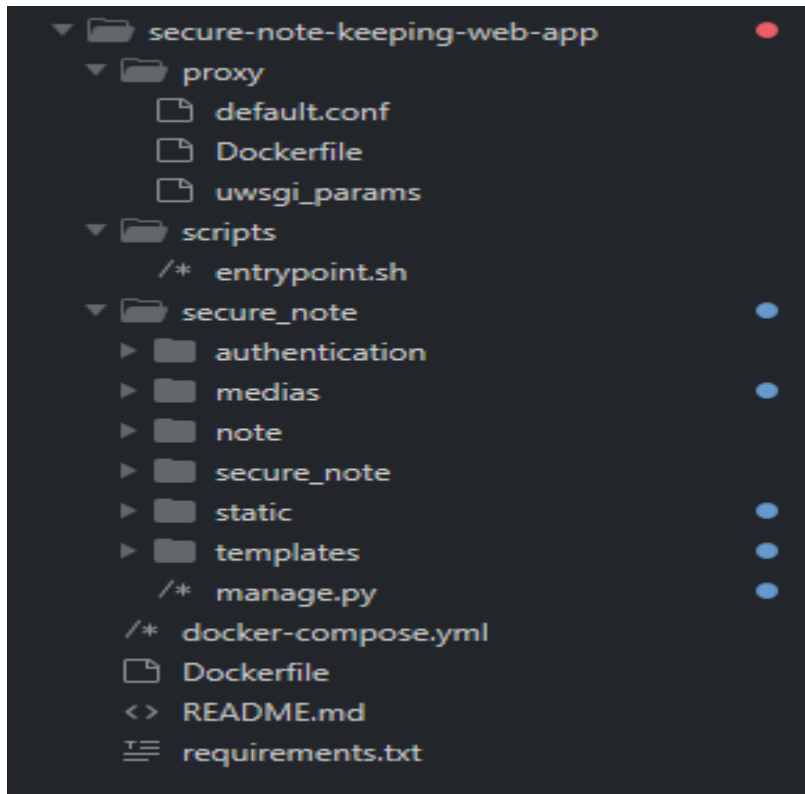 secure-note-keeping-web-app
proxy
default.conf
Dockerfile
uwsgi_params
scripts
/* entrypoint.sh
secure_note
authentication
medias
note
secure_note
static
templates
/* manage.py
/* docker-compose.yml
Dockerfile
<> README.md
requirements.txt